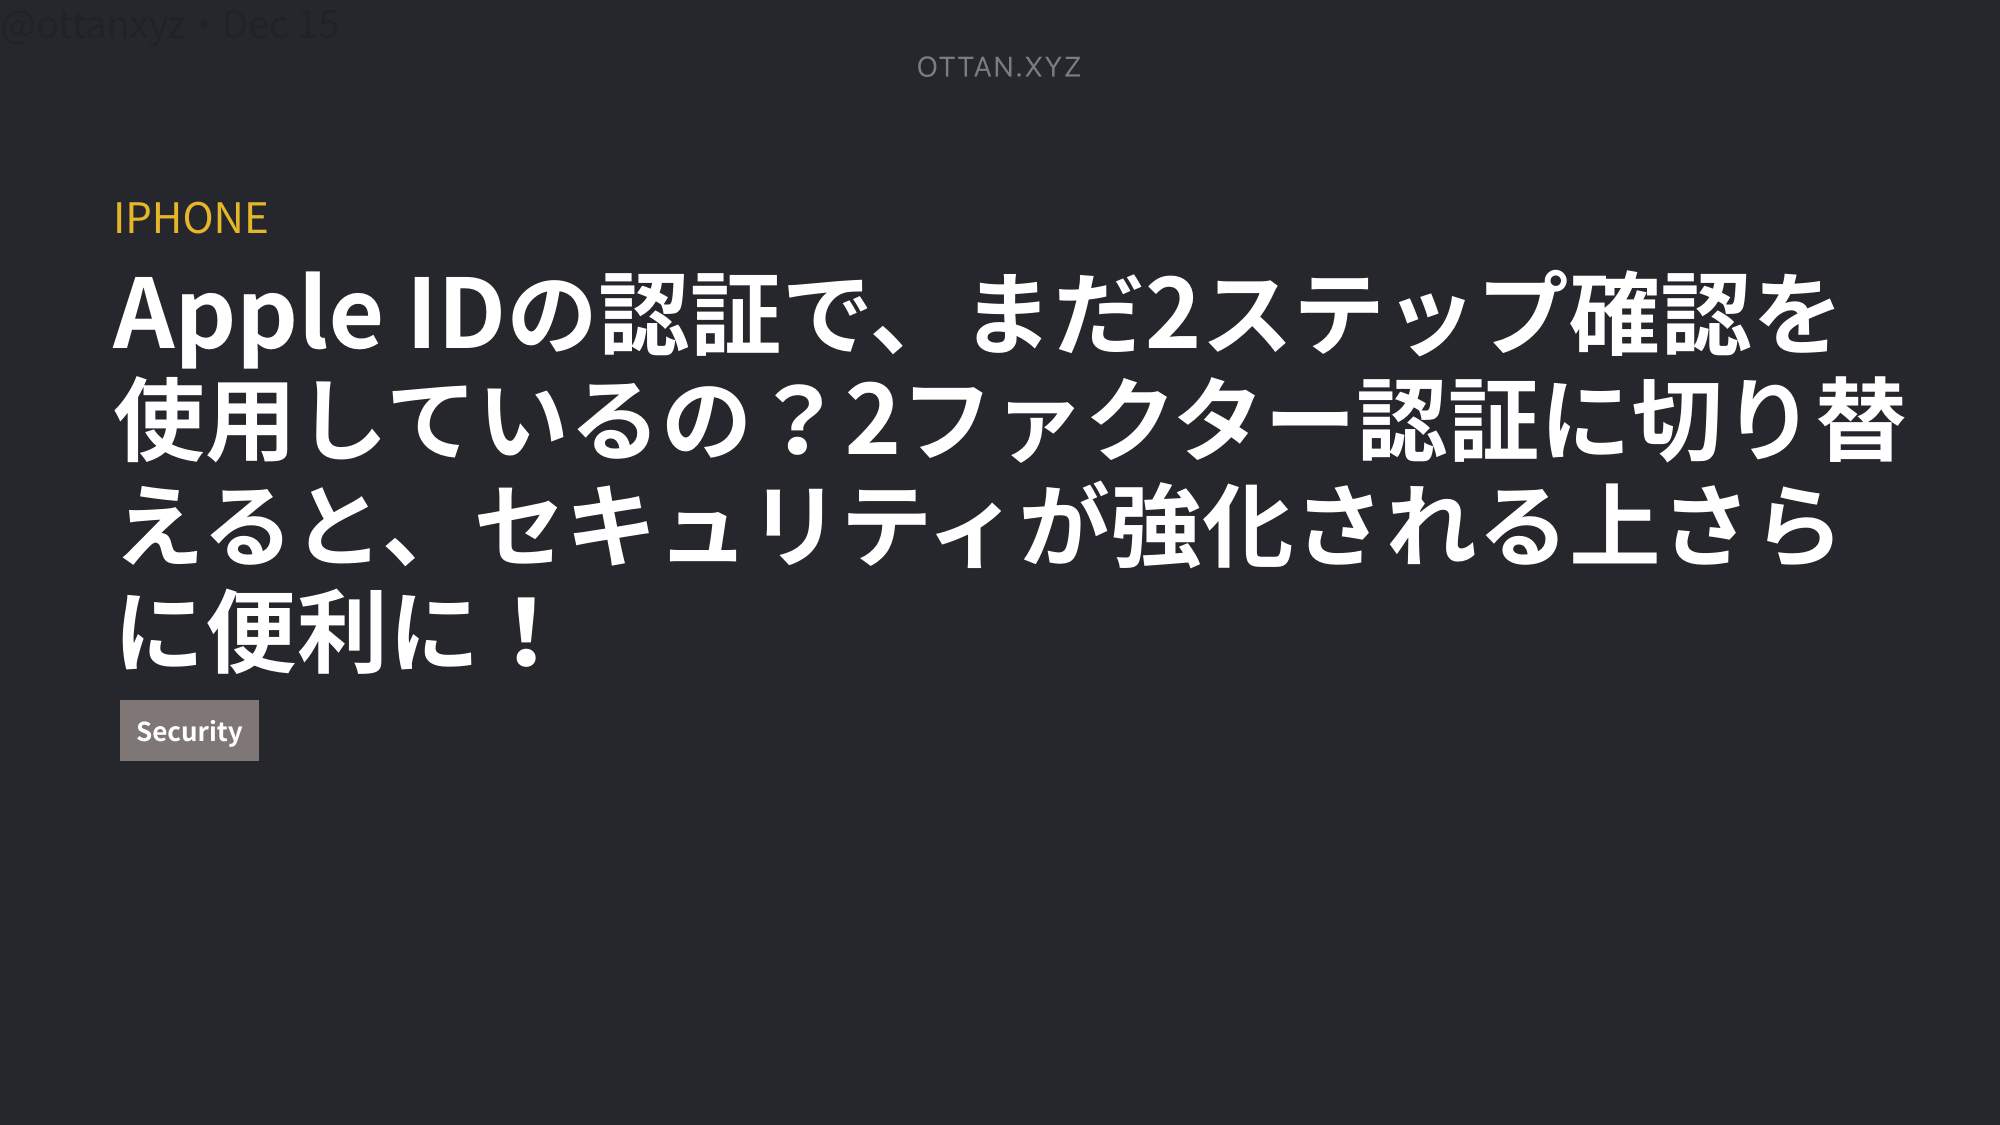 @ottanxyz・Dec 15
OTTAN.XYZ
IPHONE
Apple IDの認証で、まだ2ステップ確認を
使用しているの？2ファクター認証に切り替
えると、セキュリティが強化される上さら
に便利に！
Security